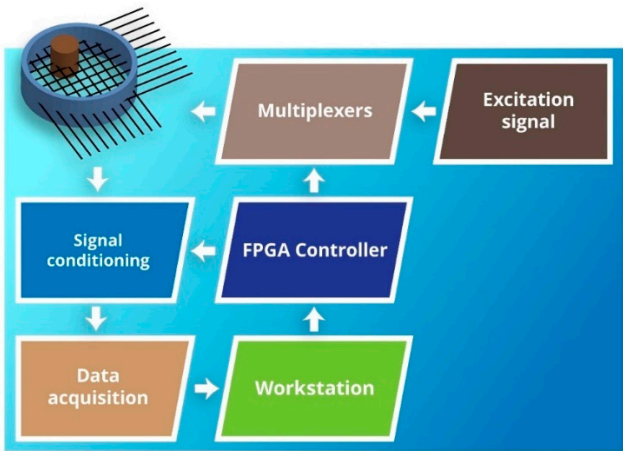 Multiplexers
Excitation
signal
Signal
conditioning
FPGA Controller
Data
acquisition
Workstation